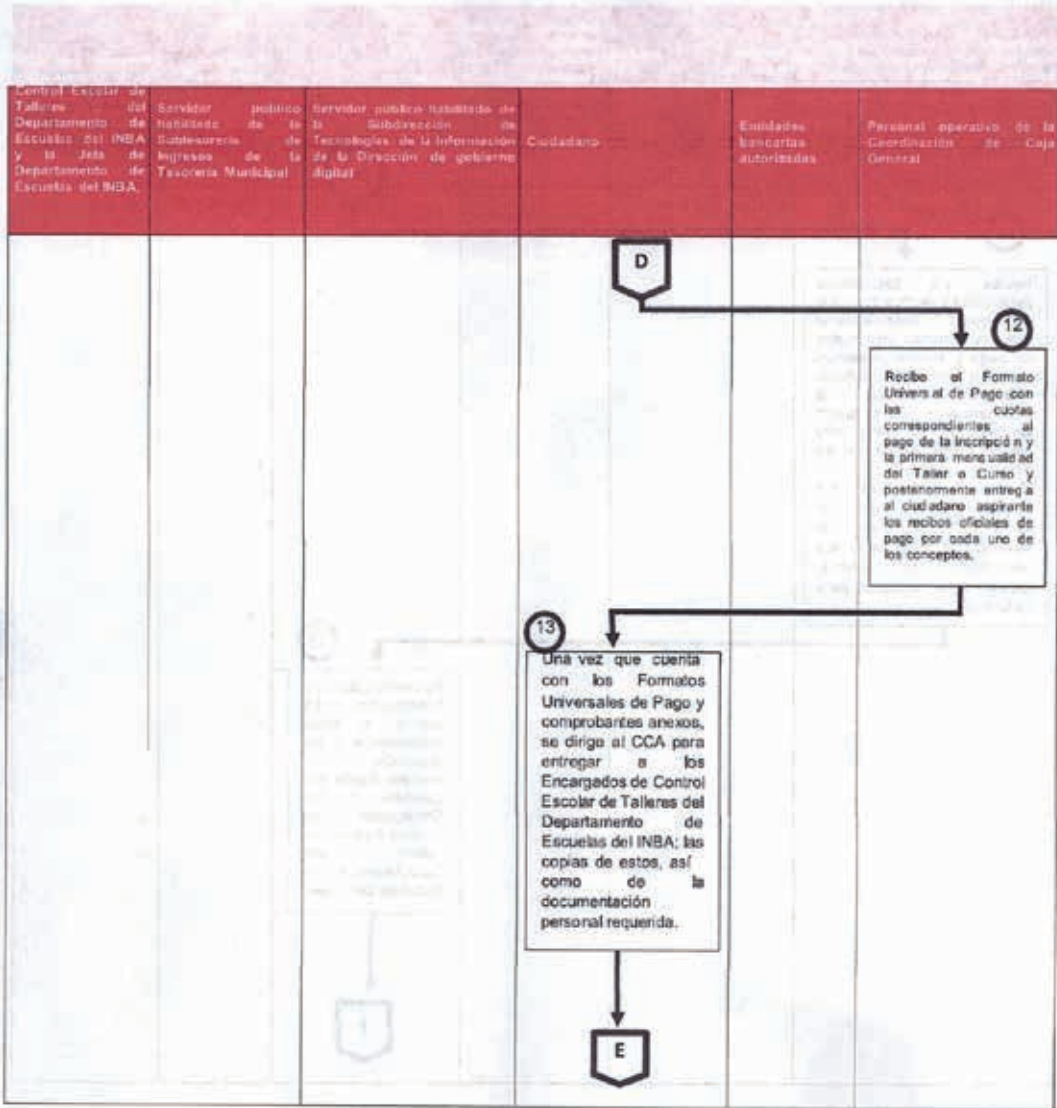 Control Escolar de
Talleres del
Departamento de
Escuelas del INBA
y la Jefa de
Departamento de
Escuelas del INBA.
Servidor público
habilitado de la
Subtesorería de
Ingresos de la
Tesorería Municipal
Servidor público habilitado de
la Subdirección de
Tecnologías de la Información
de la Dirección de gobierno
digital
Ciudadano
Entidades
bancarias
autorizadas
Personal operativo de la
Coordinación de Caja
General
D
12
Recibe el Formato
Universal de Pago con
las cuotas
correspondientes al
pago de la inscripción y
la primera mensualidad
del Taller o Curso y
posteriormente entrega
al ciudadano aspirante
los recibos oficiales de
pago por cada uno de
los conceptos.
13
Una vez que cuenta
con los Formatos
Universales de Pago y
comprobantes anexos,
se dirige al CCA para
entregar a los
Encargados de Control
Escolar de Talleres del
Departamento de
Escuelas del INBA; las
copias de estos, así
como de la
documentación
personal requerida.
E